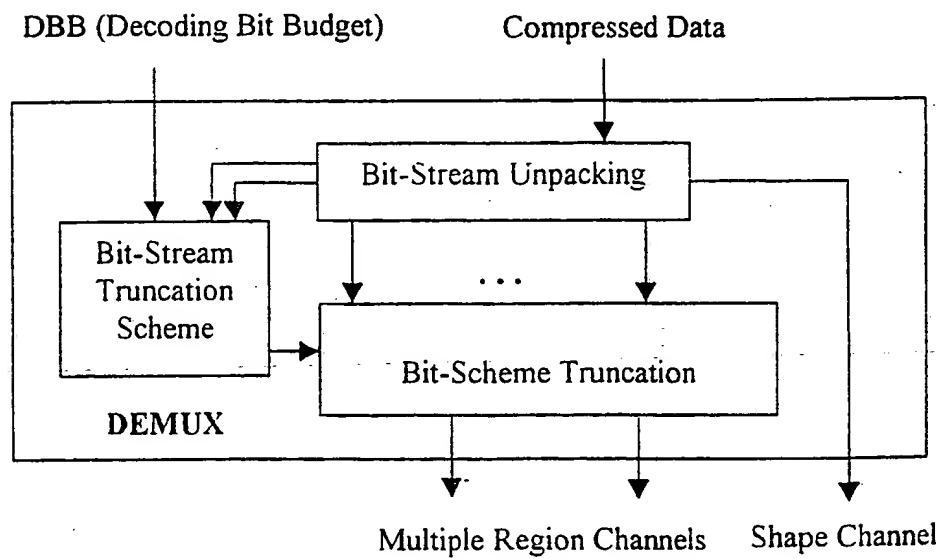 DBB (Decoding Bit Budget)
Compressed Data
Bit-Stream Unpacking
Bit-Stream
Truncation
Scheme
...
Bit-Scheme Truncation
DEMUX
Multiple Region Channels
Shape Channel